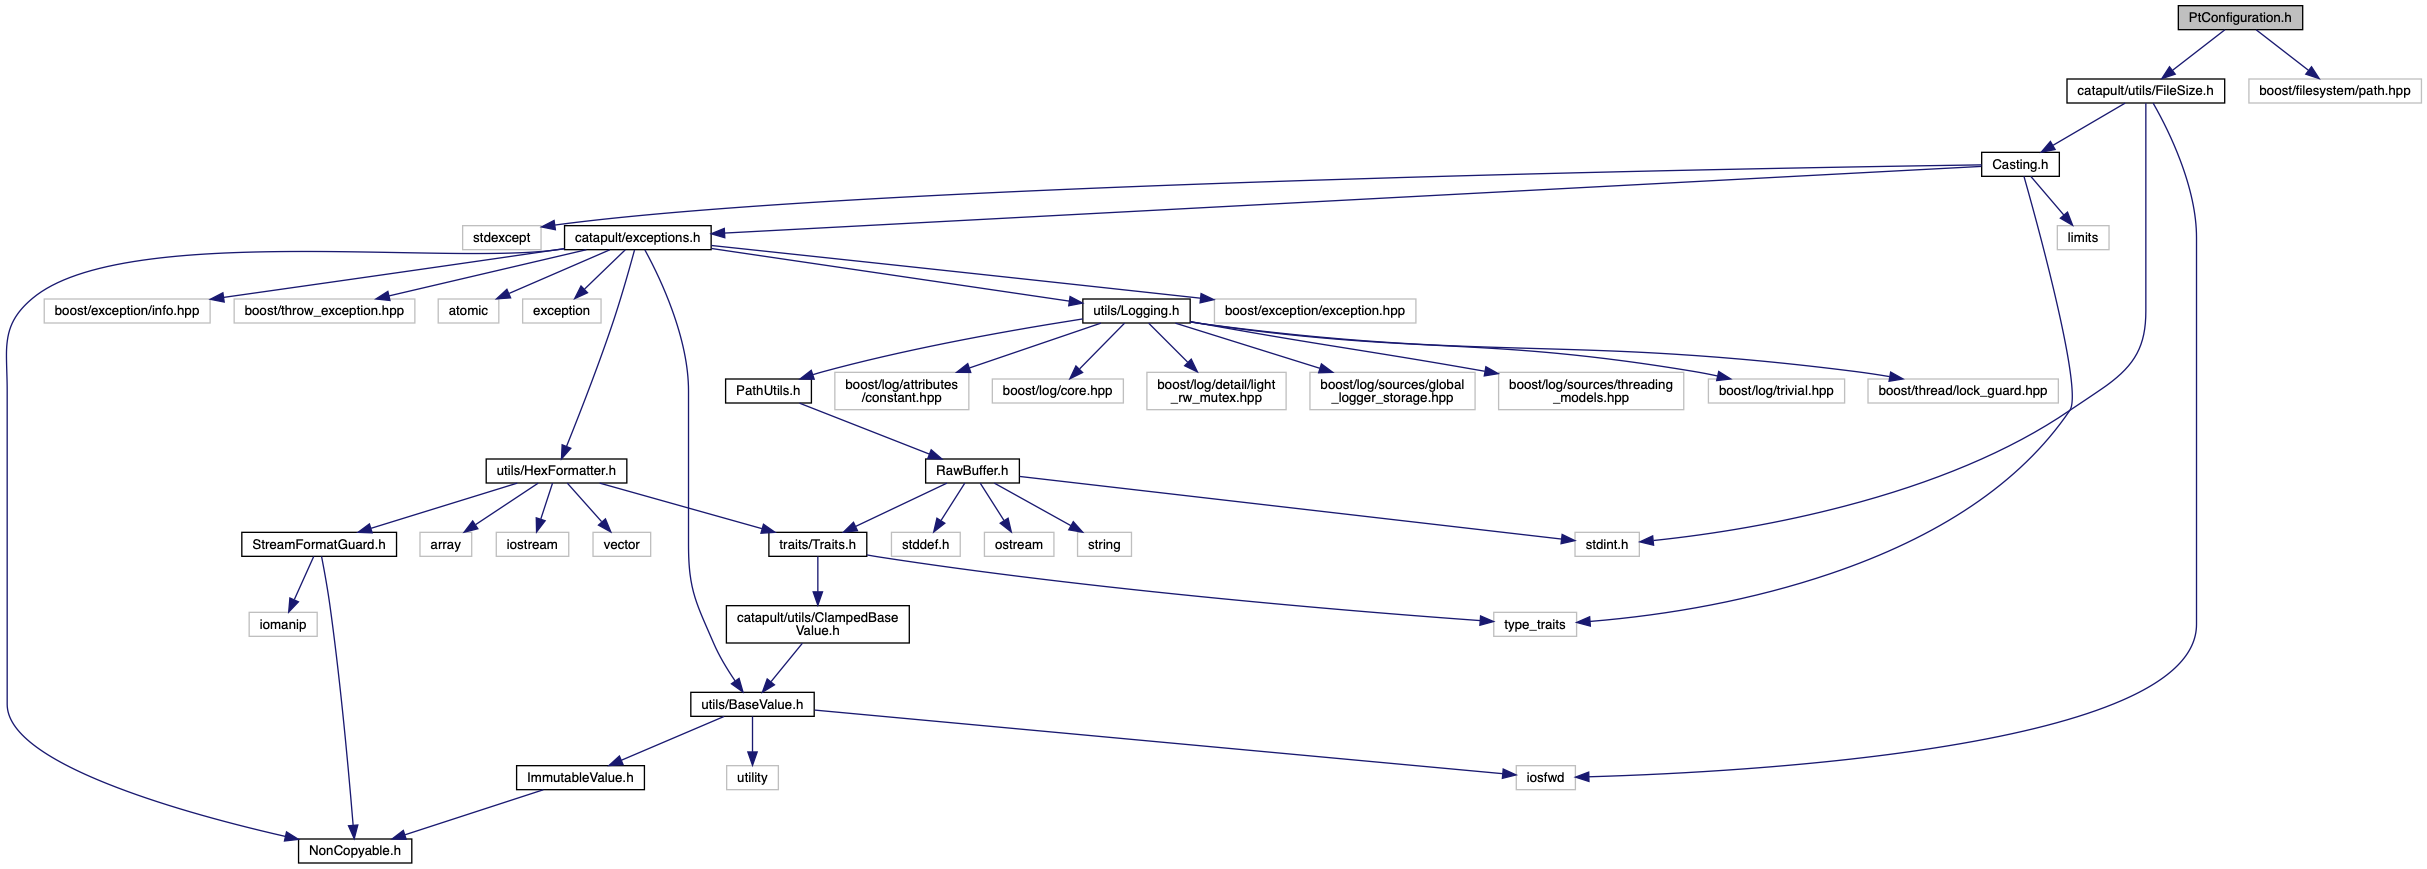 PtConfiguration.h
catapult/utils/FileSize.h
boost/filesystem/path.hpp
Casting.h
stdexcept
catapult/exceptions.h
limits
boost/exception/info.hpp
boost/throw_exception.hpp
atomic
exception
utils/Logging.h
boost/exception/exception.hpp
PathUtils.h
boost/log/attributes
/constant.hpp
boost/log/core.hpp
boost/log/detail/light
_rw_mutex.hpp
boost/log/sources/global
_logger_storage.hpp
boost/log/sources/threading
_models.hpp
boost/log/trivial.hpp
boost/thread/lock_guard.hpp
utils/HexFormatter.h
RawBuffer.h
StreamFormatGuard.h
array
iostream
vector
traits/Traits.h
stddef.h
ostream
string
stdint.h
iomanip
catapult/utils/ClampedBase
Value.h
type_traits
utils/BaseValue.h
ImmutableValue.h
utility
iosfwd
NonCopyable.h